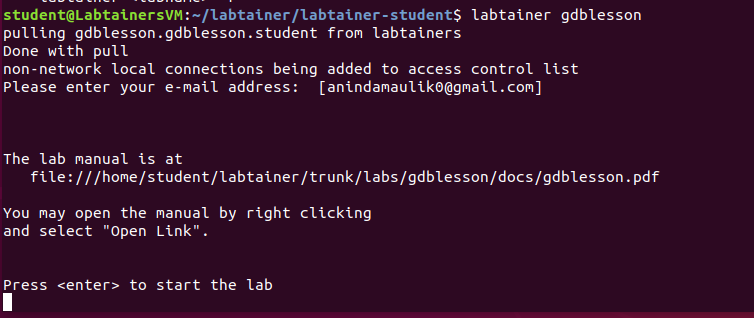 student@LabtainersVM:~/labtainer/labtainer-student$ labtainer gdblesson
pulling gdblesson.gdblesson.student from labtainers
Done with pull
non-network local connections being added to access control list
Please enter your e-mail address:  [anindamaulik0@gmail.com]
The lab manual is at
   file:///home/student/labtainer/trunk/labs/gdblesson/docs/gdblesson.pdf
You may open the manual by right clicking
and select "Open Link".
Press <enter> to start the lab